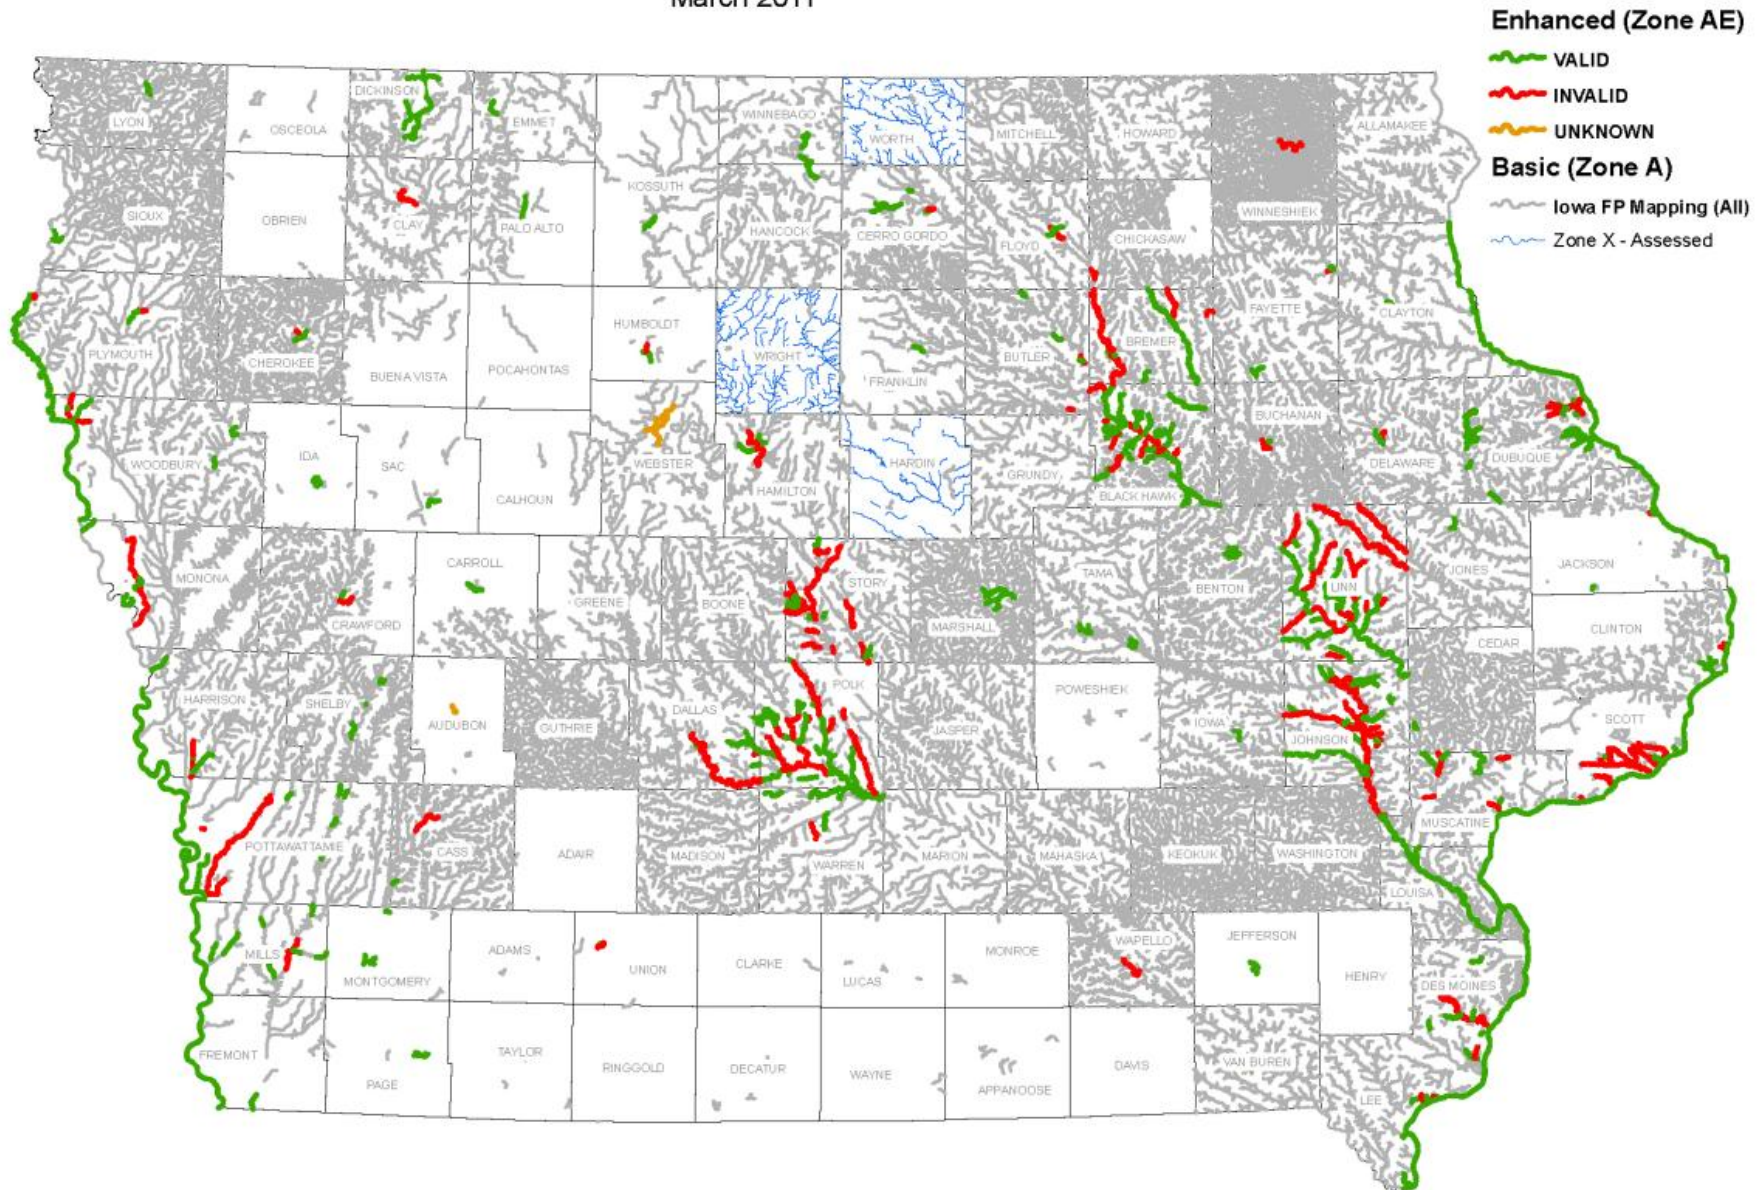 March 2011
Enhanced (Zone AE)
VALID
INVALID
UNKNOWN
Basic (Zone A)
Iowa FP Mapping (All)
Zone X - Assessed
LYON
OSCEOLA
DICKINSON
EMMET
WINNEBAGO
WORTH
MITCHELL
HOWARD
WINNESHIEK
ALLAMAKEE
SIOUX
OBRIEN
CLAY
PALO ALTO
KOSSUTH
HANCOCK
CERRO GORDO
FLOYD
CHICKASAW
PLYMOUTH
CHEROKEE
BUENA VISTA
POCAHONTAS
HUMBOLDT
WRIGHT
FRANKLIN
BUTLER
BREMER
FAYETTE
CLAYTON
WOODBURY
IDA
SAC
CALHOUN
WEBSTER
HAMILTON
HARDIN
GRUNDY
BLACK HAWK
BUCHANAN
DELAWARE
DUBUQUE
MONONA
CRAWFORD
CARROLL
GREENE
BOONE
STORY
MARSHALL
TAMA
BENTON
LINN
JONES
JACKSON
CLINTON
CEDAR
HARRISON
SHELBY
AUDUBON
GUTHRIE
DALLAS
POLK
JASPER
POWESHIEK
IOWA
JOHNSON
SCOTT
MUSCATINE
POTTAWATTAMIE
CASS
ADAIR
MADISON
WARREN
MARION
MAHASKA
KEOKUK
WASHINGTON
LOUISA
MILLS
MONTGOMERY
ADAMS
UNION
CLARKE
LUCAS
MONROE
WAPELLO
JEFFERSON
HENRY
DES MOINES
FREMONT
PAGE
TAYLOR
RINGGOLD
DECATUR
WAYNE
APPANOOSE
DAVIS
VAN BUREN
LEE